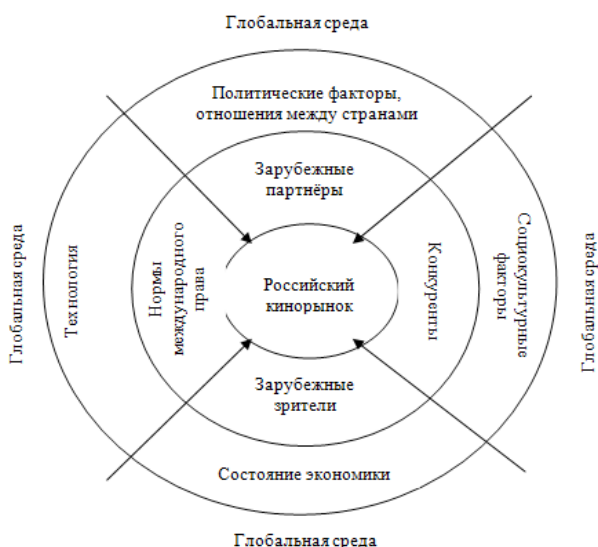 Глобальная среда
Политические факторы,
отношения между странами
Зарубежные
партнёры
Глобальная среда
Технология
Нормы
международного
права
Российский
кинорынок
Конкуренты
Социокультурные
факторы
Глобальная среда
Зарубежные
зрители
Состояние экономики
Глобальная среда